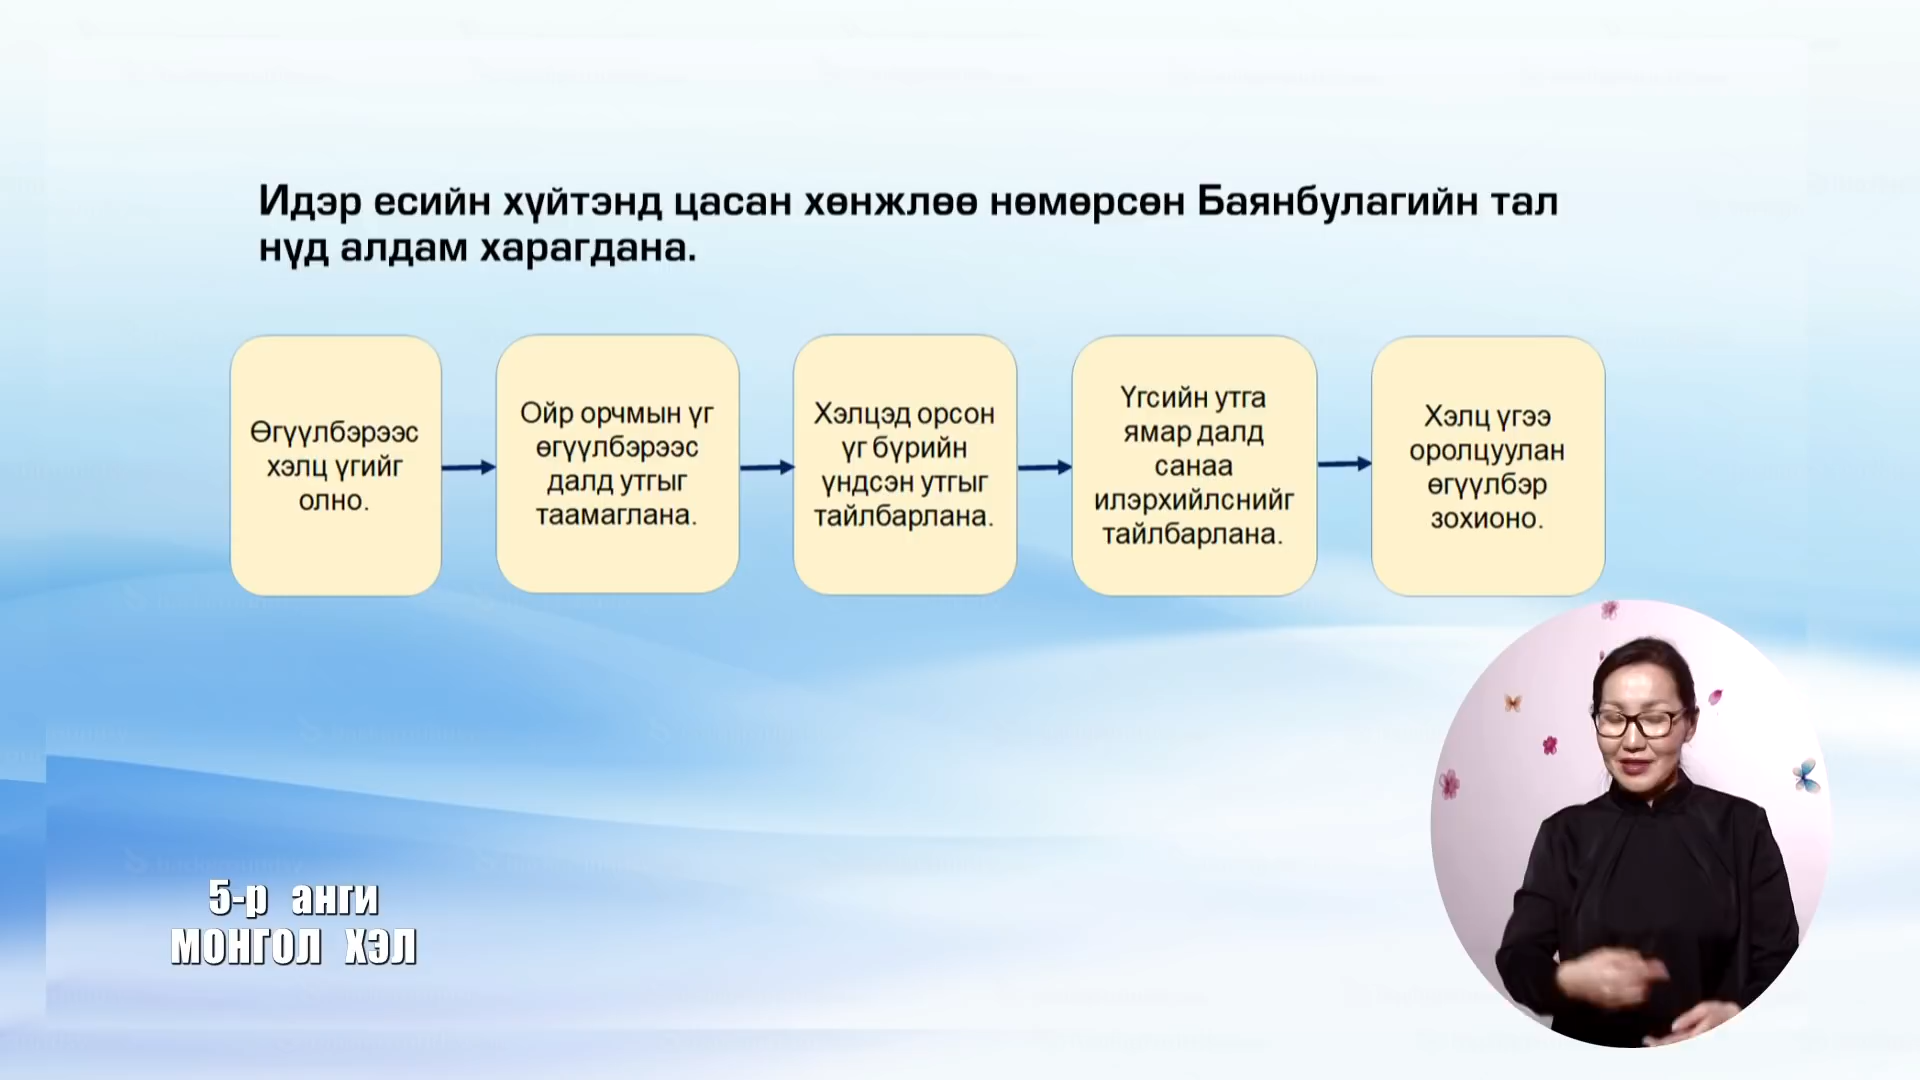 Идэр есийн хүйтэнд цасан хөнжлөө нөмөрсөн Баянбулагийн тал
нүд алдам харагдана.
Өгүүлбэрээс
хэлц үгийг
олно.
Ойр орчмын үг
өгүүлбэрээс
далд утгыг
таамаглана.
Хэлцэд орсон
үг бүрийн
үндсэн утгыг
тайлбарлана.
Үгсийн утга
ямар далд
санаа
илэрхийлснийг
тайлбарлана.
Хэлц үгээ
оролцуулан
өгүүлбэр
зохионо.
5-р анги
МОНГОЛ ХЭЛ